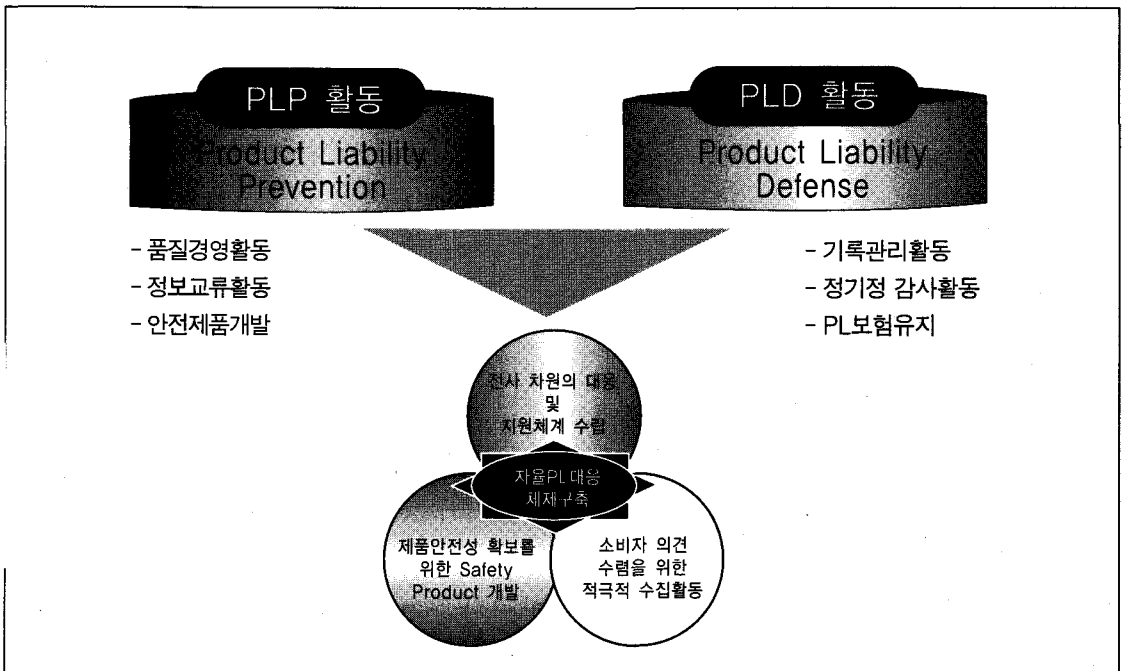 PLP 활동
Product Liability
Prevention
- 품질경영활동
- 정보교류활동
- 안전제품개발
PLD 활동
Product Liability
Defense
- 기록관리활동
- 정기정 감사활동
- PL보험유지
전사 차원의 대응
및
지원체계 수립
자율PL대응
체제구축
제품안전성 확보를
위한 Safety
Product 개발
소비자 의견
수렴을 위한
적극적 수집활동